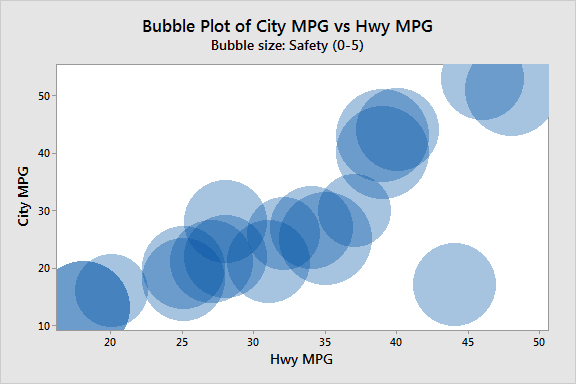 Bubble Plot of City MPG vs Hwy MPG
Bubble size: Safety (0-5)
50
40
30
20
10
City MPG
20 25 30 35 40 45 50
Hwy MPG